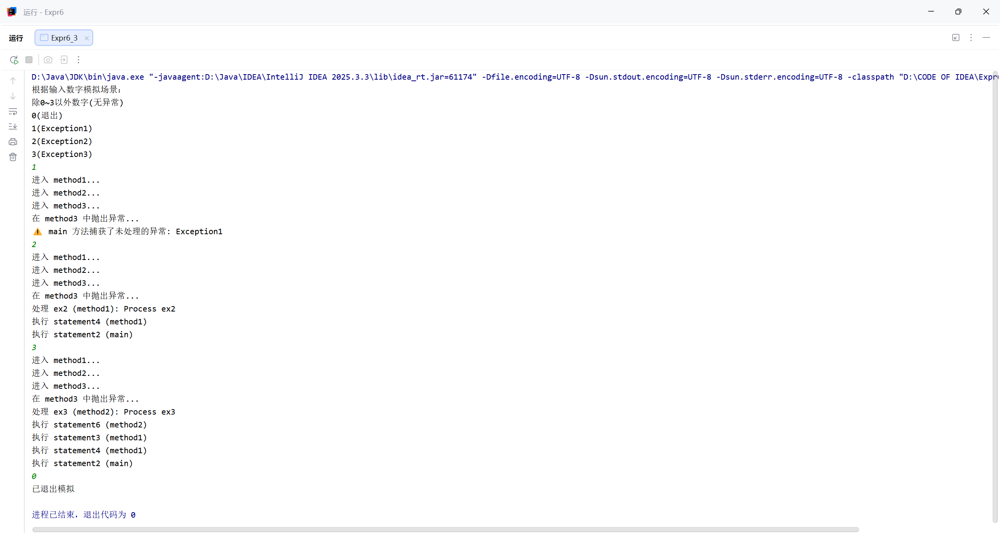 运行 - Expr6
运行 Expr6_3
D:\Java\JDK\bin\java.exe "-javaagent:D:\Java\IDEA\IntelliJ IDEA 2025.3.3\lib\idea_rt.jar=61174" -Dfile.encoding=UTF-8 -Dsun.stdout.encoding=UTF-8 -Dsun.stderr.encoding=UTF-8 -classpath "D:\CODE OF IDEA\Expr
根据输入数字模拟场景:
除0~3以外数字(无异常)
0(退出)
1(Exception1)
2(Exception2)
3(Exception3)
1
进入 method1...
进入 method2...
进入 method3...
在 method3 中抛出异常...
⚠️ main 方法捕获了未处理的异常: Exception1
2
进入 method1...
进入 method2...
进入 method3...
在 method3 中抛出异常...
处理 ex2 (method1): Process ex2
执行 statement4 (method1)
执行 statement2 (main)
3
进入 method1...
进入 method2...
进入 method3...
在 method3 中抛出异常...
处理 ex3 (method2): Process ex3
执行 statement6 (method2)
执行 statement3 (method1)
执行 statement4 (method1)
执行 statement2 (main)
0
已退出模拟
进程已结束，退出代码为 0